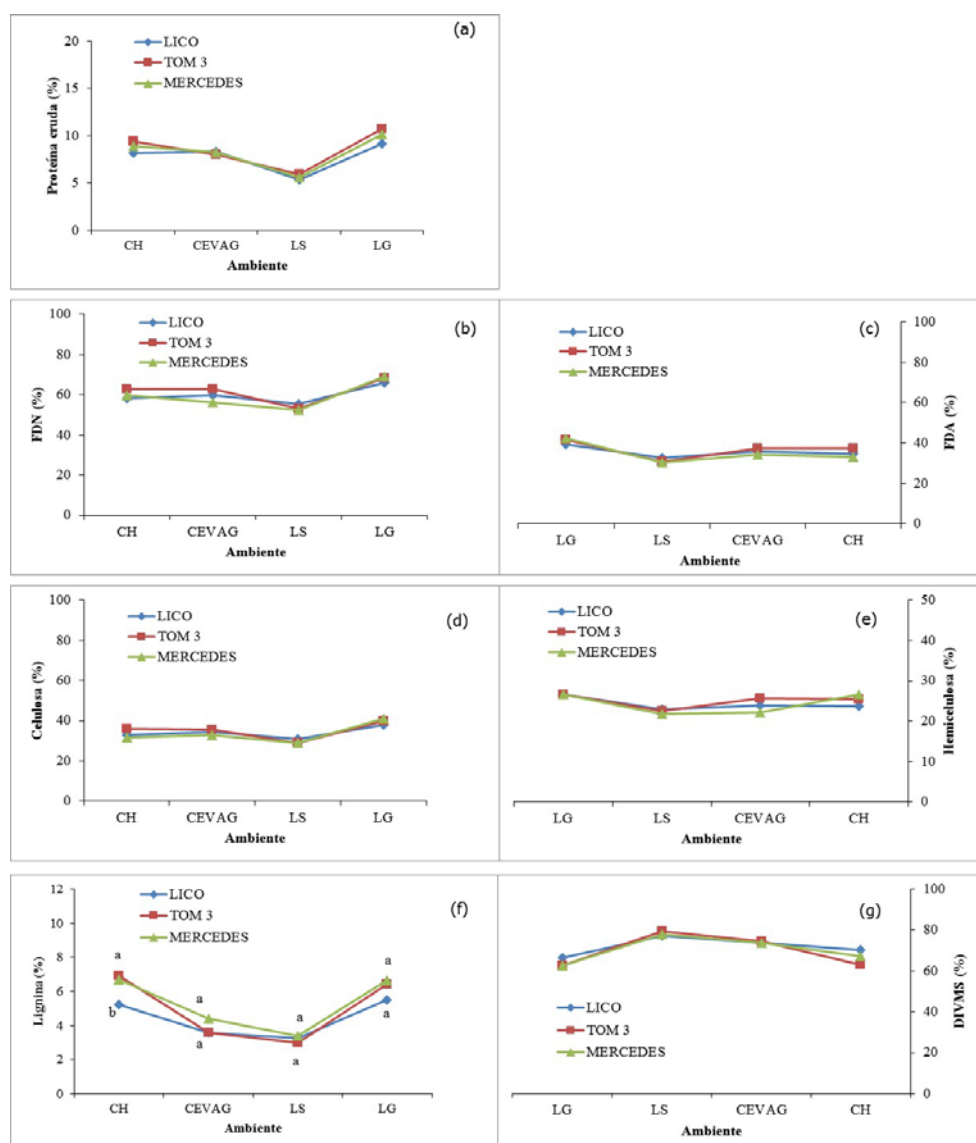 (a)
LICO
TOM 3
MERCEDES
Proteína cruda (%)
20
15
10
5
0
CH CEVAG LS LG
Ambiente
(b)
LICO
TOM 3
MERCEDES
FDN (%)
100
80
60
40
20
0
CH CEVAG LS LG
Ambiente
(c)
LICO
TOM 3
MERCEDES
FDA (%)
100
80
60
40
20
0
LG LS CEVAG CH
Ambiente
(d)
LICO
TOM 3
MERCEDES
Celulosa (%)
100
80
60
40
20
0
CH CEVAG LS LG
Ambiente
(e)
LICO
TOM 3
MERCEDES
Hemicelulosa (%)
50
40
30
20
10
0
LG LS CEVAG CH
Ambiente
(f)
LICO
TOM 3
MERCEDES
Lignina (%)
12
10
8
6
4
2
0
a
b
a
a
a
a
a
a
CH CEVAG LS LG
Ambiente
(g)
LICO
TOM 3
MERCEDES
DIVMS (%)
100
80
60
40
20
0
LG LS CEVAG CH
Ambiente